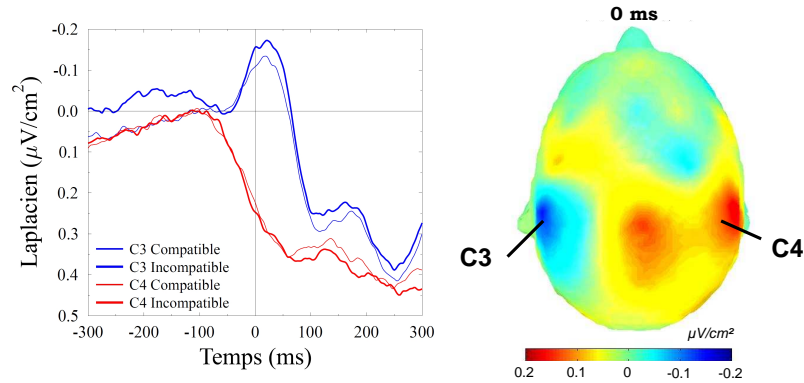 -0.2
-0.1
0.0
0.1
0.2
0.3
0.4
0.5
Laplacien (µV/cm²)
C3 Compatible
C3 Incompatible
C4 Compatible
C4 Incompatible
-300 -200 -100 0 100 200 300
Temps (ms)
0 ms
C3
C4
µV/cm²
0.2 0.1 0 -0.1 -0.2